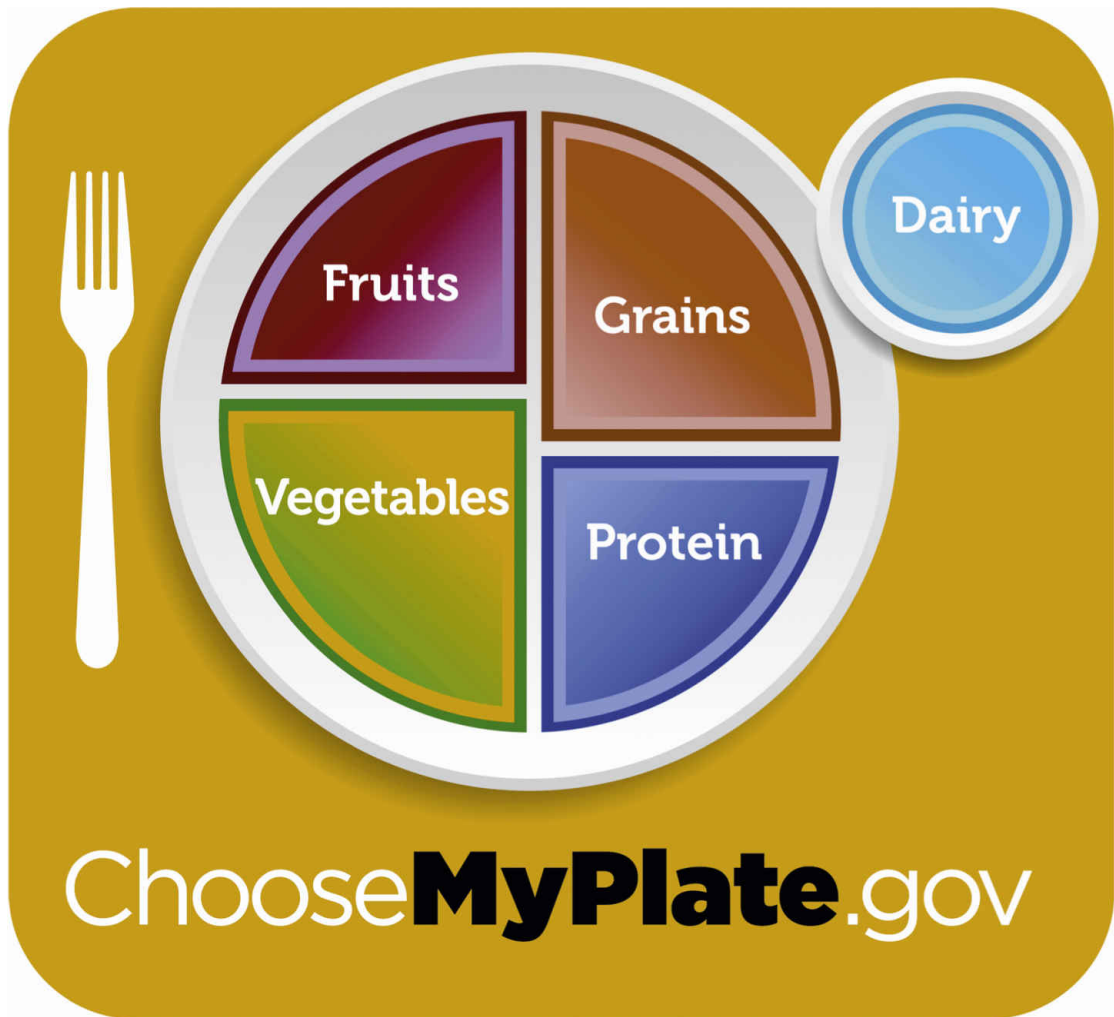 Fruits
Grains
Dairy
Vegetables
Protein
ChooseMyPlate.gov